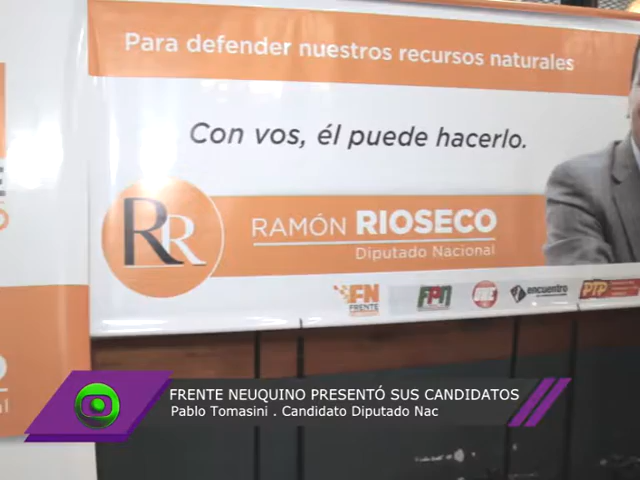 Para defender nuestros recursos naturales
Con vos, él puede hacerlo.
RR
RAMÓN RIOSECO
Diputado Nacional
FN
FRENTE
encuentro
PTP
FRENTE NEUQUINO PRESENTÓ SUS CANDIDATOS
Pablo Tomasini . Candidato Diputado Nac